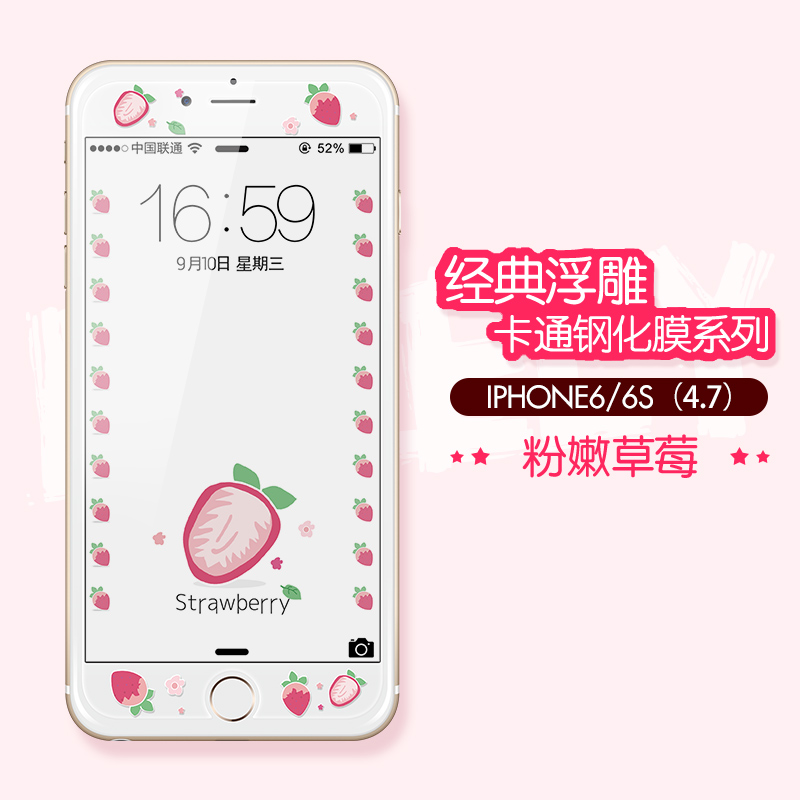 中国联通 52%
16:59
9月10日 星期三
Strawberry
经典浮雕
卡通钢化膜系列
IPHONE6/6S（4.7）
粉嫩草莓